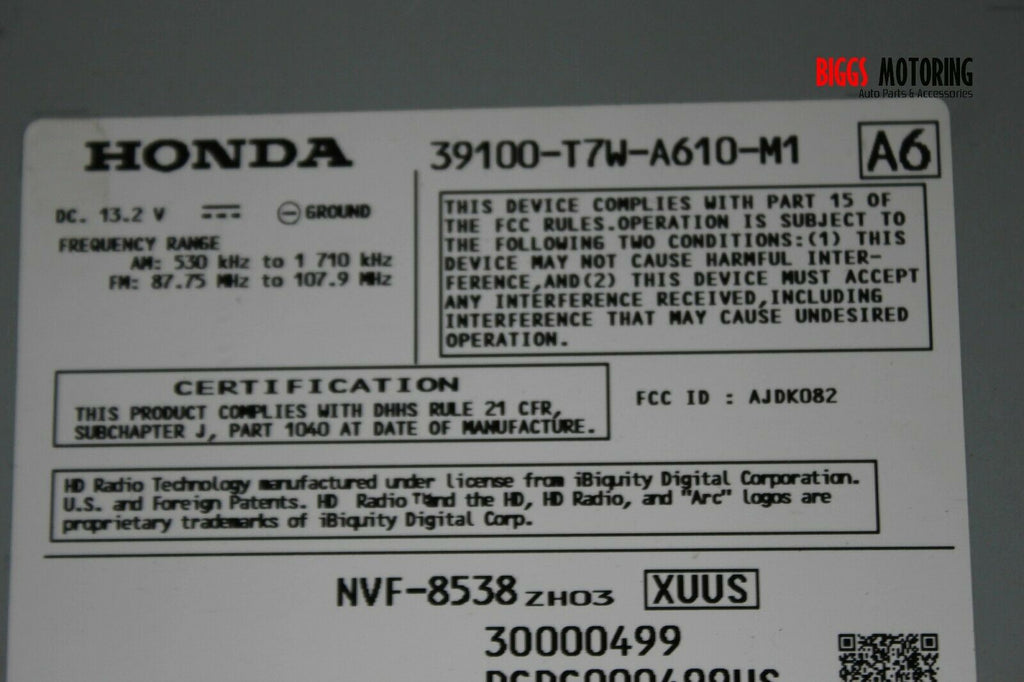 BIGGS MOTORING
Auto Parts & Accessories
HONDA
39100-T7W-A610-M1
A6
DC. 13.2 V
GROUND
FREQUENCY RANGE
AM: 530 kHz to 1 710 kHz
FM: 87.75 MHz to 107.9 MHz
THIS DEVICE COMPLIES WITH PART 15 OF
THE FCC RULES.OPERATION IS SUBJECT TO
THE FOLLOWING TWO CONDITIONS:(1) THIS
DEVICE MAY NOT CAUSE HARMFUL INTER-
FERENCE,AND(2) THIS DEVICE MUST ACCEPT
ANY INTERFERENCE RECEIVED,INCLUDING
INTERFERENCE THAT MAY CAUSE UNDESIRED
OPERATION.
CERTIFICATION
THIS PRODUCT COMPLIES WITH DHHS RULE 21 CFR,
SUBCHAPTER J, PART 1040 AT DATE OF MANUFACTURE.
FCC ID : AJDK082
HD Radio Technology manufactured under license from iBiquity Digital Corporation.
U.S. and Foreign Patents. HD Radio™and the HD, HD Radio, and "Arc" logos are
proprietary trademarks of iBiquity Digital Corp.
NVF-8538 ZH03 XUUS
30000499